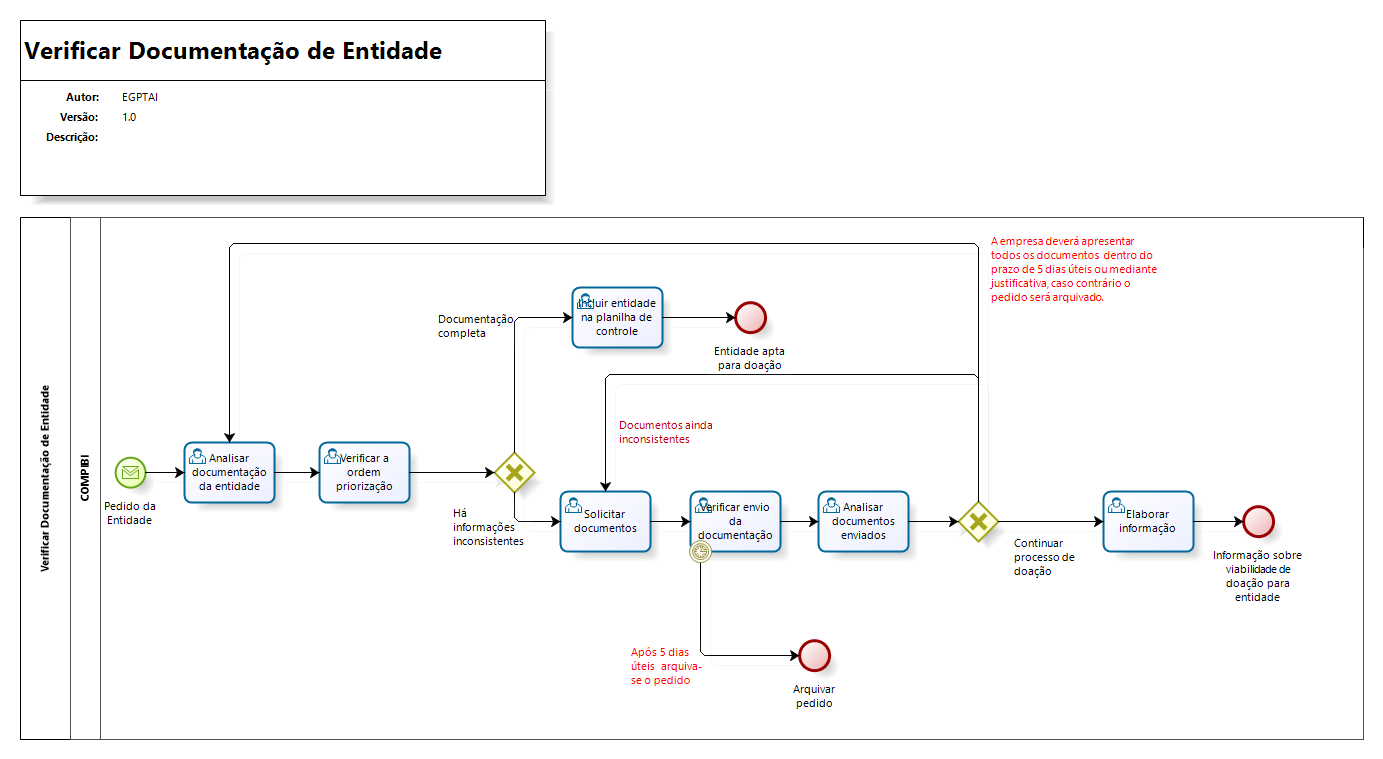 Verificar Documentação de Entidade
Autor: EGPTAI
Versão: 1.0
Descrição:
Verificar Documentação de Entidade
COMPIBI
Pedido da
Entidade
Analisar
documentação
da entidade
Verificar a
ordem
priorização
Documentação
completa
Há
informações
inconsistentes
Incluir entidade
na planilha de
controle
Entidade apta
para doação
Documentos ainda
inconsistentes
Solicitar
documentos
Verificar envio
da
documentação
Analisar
documentos
enviados
Após 5 dias
úteis arquiva-
se o pedido
Arquivar
pedido
A empresa deverá apresentar
todos os documentos dentro do
prazo de 5 dias úteis ou mediante
justificativa, caso contrário o
pedido será arquivado.
Continuar
processo de
doação
Elaborar
informação
Informação sobre
viabilidade de
doação para
entidade